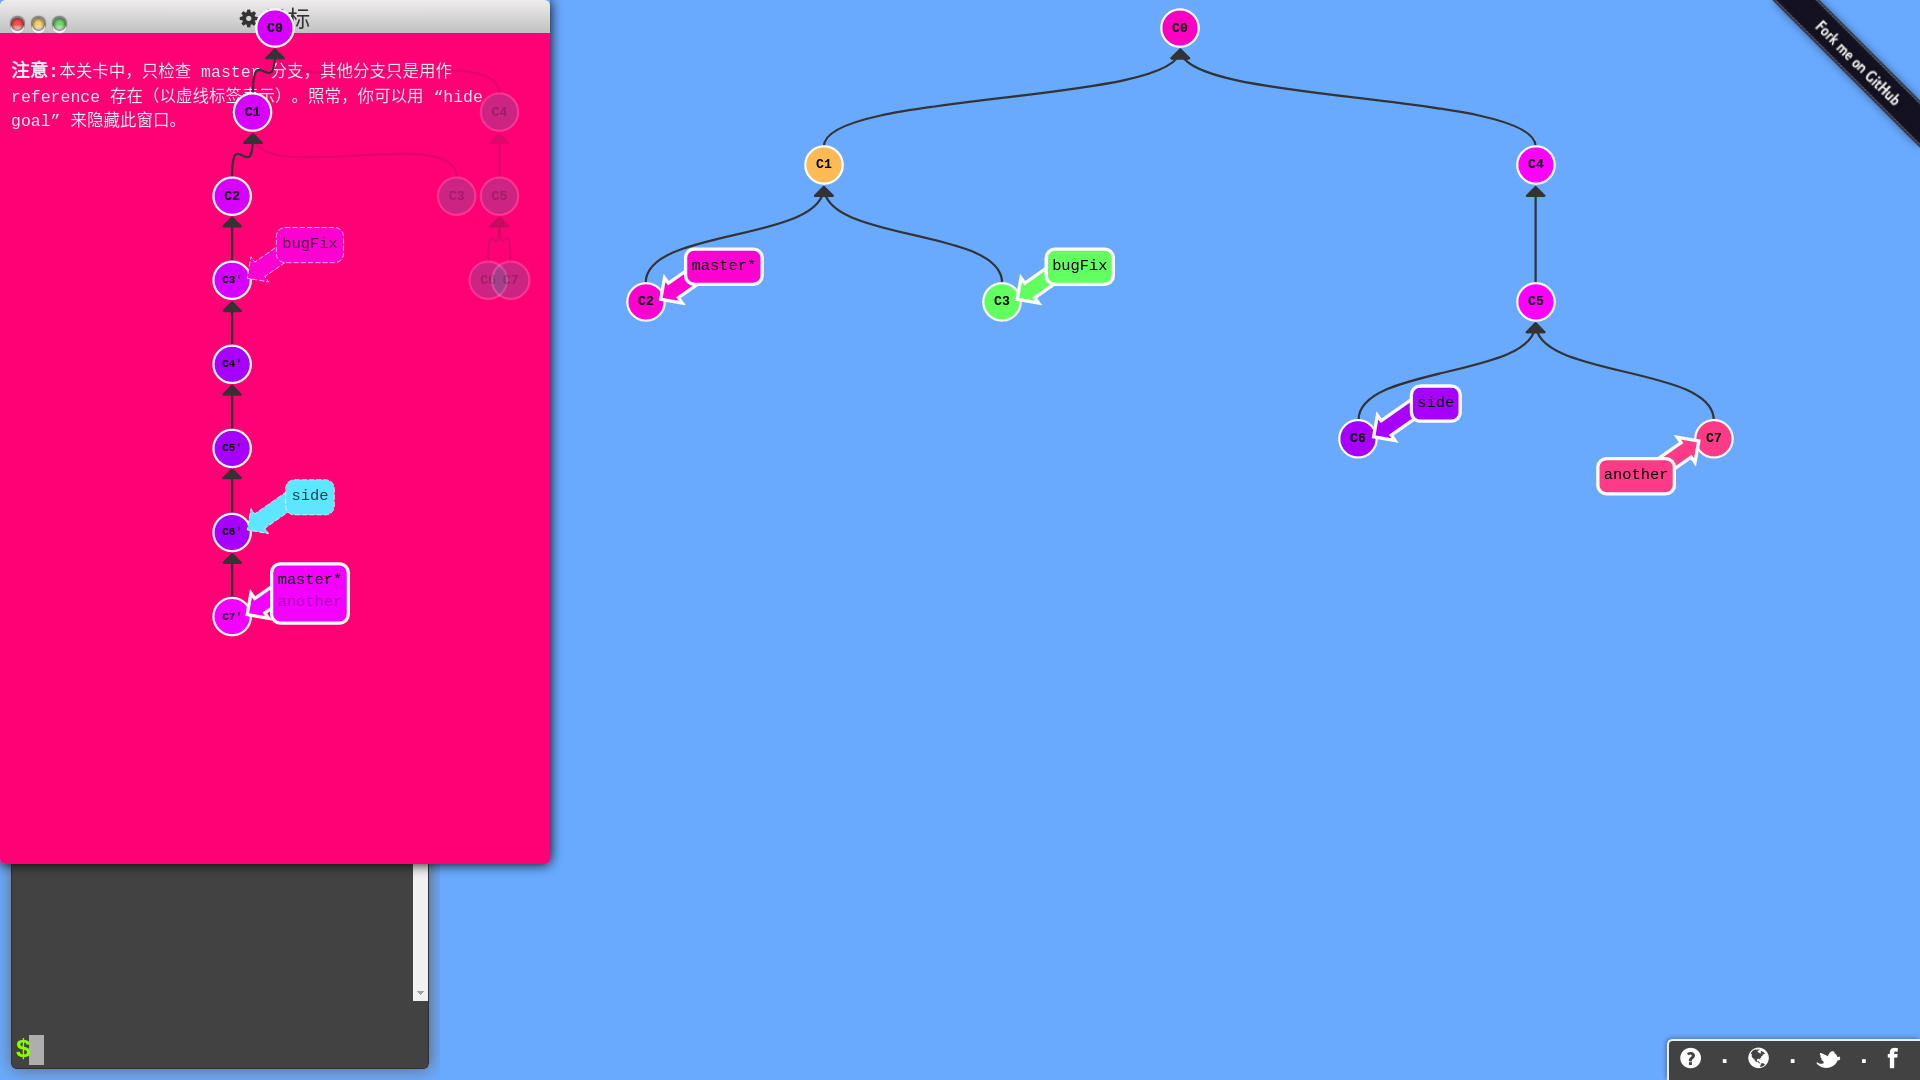 标
注意:本关卡中，只检查 master 分支，其他分支只是用作
reference 存在（以虚线标签表示）。照常，你可以用 “hide
goal” 来隐藏此窗口。
C0
C1
C4
C2
C3
C5
bugFix
C3'
C6
C7
C4'
C5'
side
C6'
master*
another
C7'
C0
C1
C4
C2
master*
C3
bugFix
C5
C6
side
C7
another
Fork me on GitHub
$